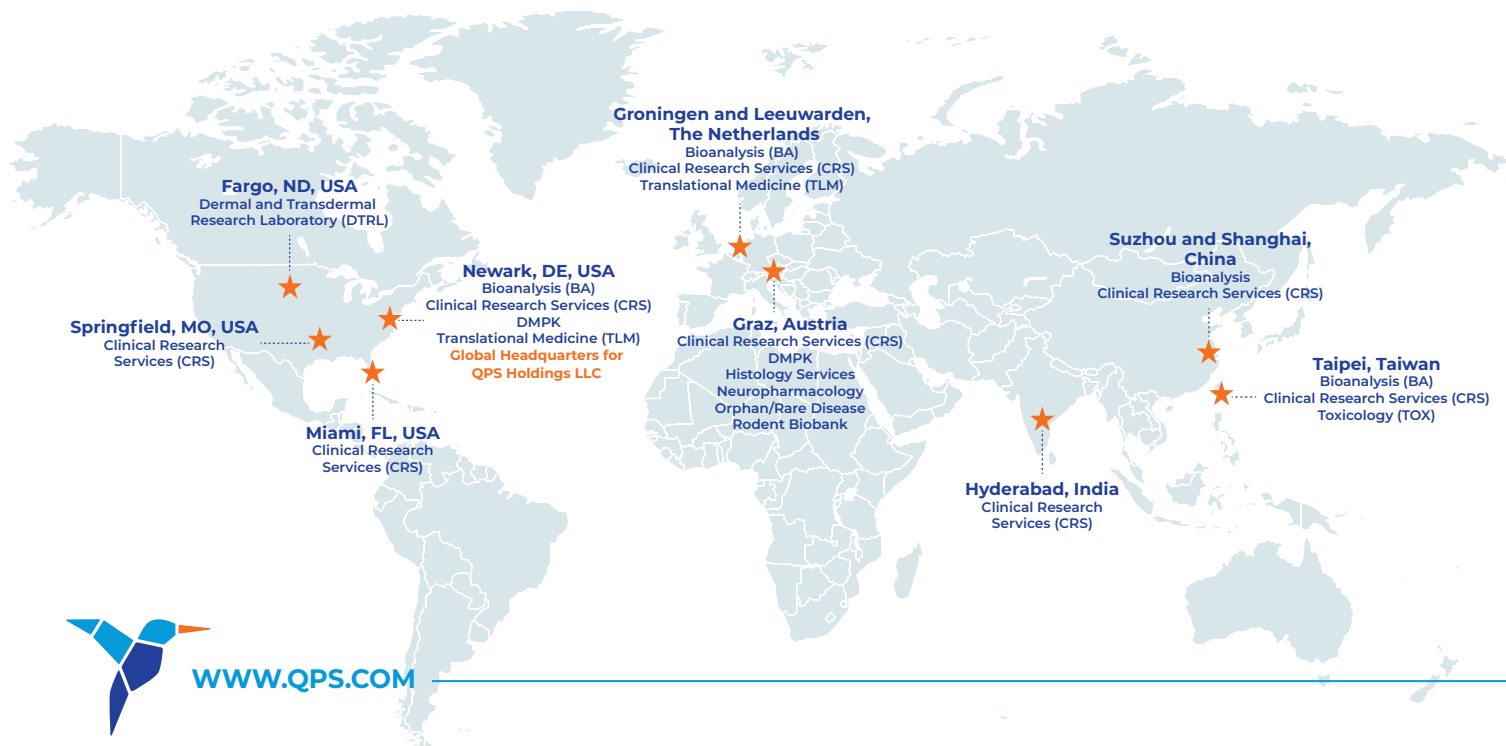 Groningen and Leeuwarden,
The Netherlands
Bioanalysis (BA)
Clinical Research Services (CRS)
Translational Medicine (TLM)
Fargo, ND, USA
Dermal and Transdermal
Research Laboratory (DTRL)
Suzhou and Shanghai,
China
Bioanalysis
Clinical Research Services (CRS)
Newark, DE, USA
Bioanalysis (BA)
Clinical Research Services (CRS)
DMPK
Translational Medicine (TLM)
Global Headquarters for
QPS Holdings LLC
Springfield, MO, USA
Clinical Research
Services (CRS)
Graz, Austria
Clinical Research Services (CRS)
DMPK
Histology Services
Neuropharmacology
Orphan/Rare Disease
Rodent Biobank
Taipei, Taiwan
Bioanalysis (BA)
Clinical Research Services (CRS)
Toxicology (TOX)
Miami, FL, USA
Clinical Research
Services (CRS)
Hyderabad, India
Clinical Research
Services (CRS)
WWW.QPS.COM